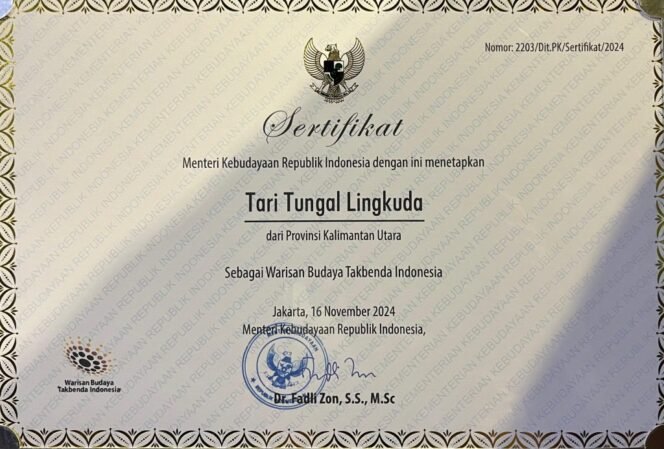 Nomor: 2203/Dit.PK/Sertifikat/2024
Sertifikat
Menteri Kebudayaan Republik Indonesia dengan ini menetapkan
Tari Tungal Lingkuda
dari Provinsi Kalimantan Utara
Sebagai Warisan Budaya Takbenda Indonesia
Jakarta, 16 November 2024
Menteri Kebudayaan Republik Indonesia,
Warisan Budaya
Takbenda Indonesia
Dr. Fadli Zon, S.S., M.Sc